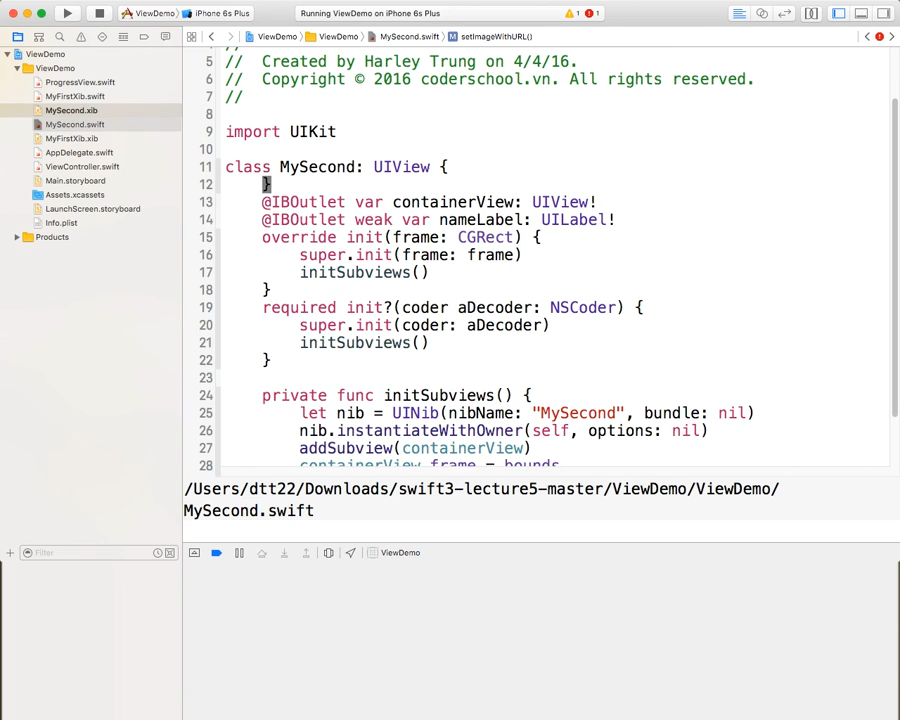 ViewDemo
iPhone 6s Plus
Running ViewDemo on iPhone 6s Plus
1
1
ViewDemo
ViewDemo
MySecond.swift
M
setImageWithURL()
ViewDemo
ViewDemo
ProgressView.swift
MyFirstXib.swift
MySecond.xib
MySecond.swift
MyFirstXib.xib
AppDelegate.swift
ViewController.swift
Main.storyboard
Assets.xcassets
LaunchScreen.storyboard
Info.plist
Products
Filter
5 // Created by Harley Trung on 4/4/16.
6 // Copyright © 2016 coderschool.vn. All rights reserved.
7 //
8
9 import UIKit
10
11 class MySecond: UIView {
12 }
13 @IBOutlet var containerView: UIView!
14 @IBOutlet weak var nameLabel: UILabel!
15 override init(frame: CGRect) {
16 super.init(frame: frame)
17 initSubviews()
18 }
19 required init?(coder aDecoder: NSCoder) {
20 super.init(coder: aDecoder)
21 initSubviews()
22 }
23
24 private func initSubviews() {
25 let nib = UINib(nibName: "MySecond", bundle: nil)
26 nib.instantiateWithOwner(self, options: nil)
27 addSubview(containerView)
28 containerView.frame = bounds
/Users/dtt22/Downloads/swift3-lecture5-master/ViewDemo/ViewDemo/
MySecond.swift
ViewDemo